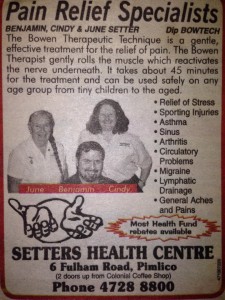 Pain Relief Specialists
BENJAMIN, CINDY & JUNE SETTER Dip BOWTECH
The Bowen Therapeutic Technique is a gentle,
effective treatment for the relief of pain. The Bowen
Therapist gently rolls the muscle which reactivates
the nerve underneath. It takes about 45 minutes
for the treatment and can be used safely on any
age group from tiny children to the aged.
• Relief of Stress
• Sporting Injuries
• Asthma
• Sinus
• Arthritis
• Circulatory
Problems
• Migraine
• Lymphatic
Drainage
• General Aches
and Pains
June Benjamin Cindy
Most Health Fund
rebates available
SETTERS HEALTH CENTRE
6 Fulham Road, Pimlico
(2 doors up from Colonial Coffee Shop)
Phone 4728 8800